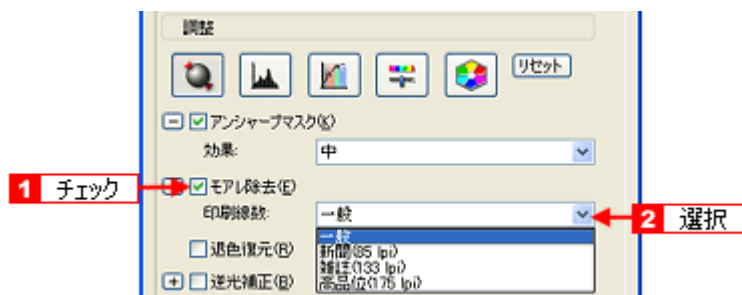 調整
リセット
アンシャープマスク(K)
効果: 中
1 チェック モアレ除去(E)
印刷線数: 一般 2 選択
一般
退色復元(R) 新聞(85 lpi)
雑誌(133 lpi)
逆光補正(B) 高品位(175 lpi)